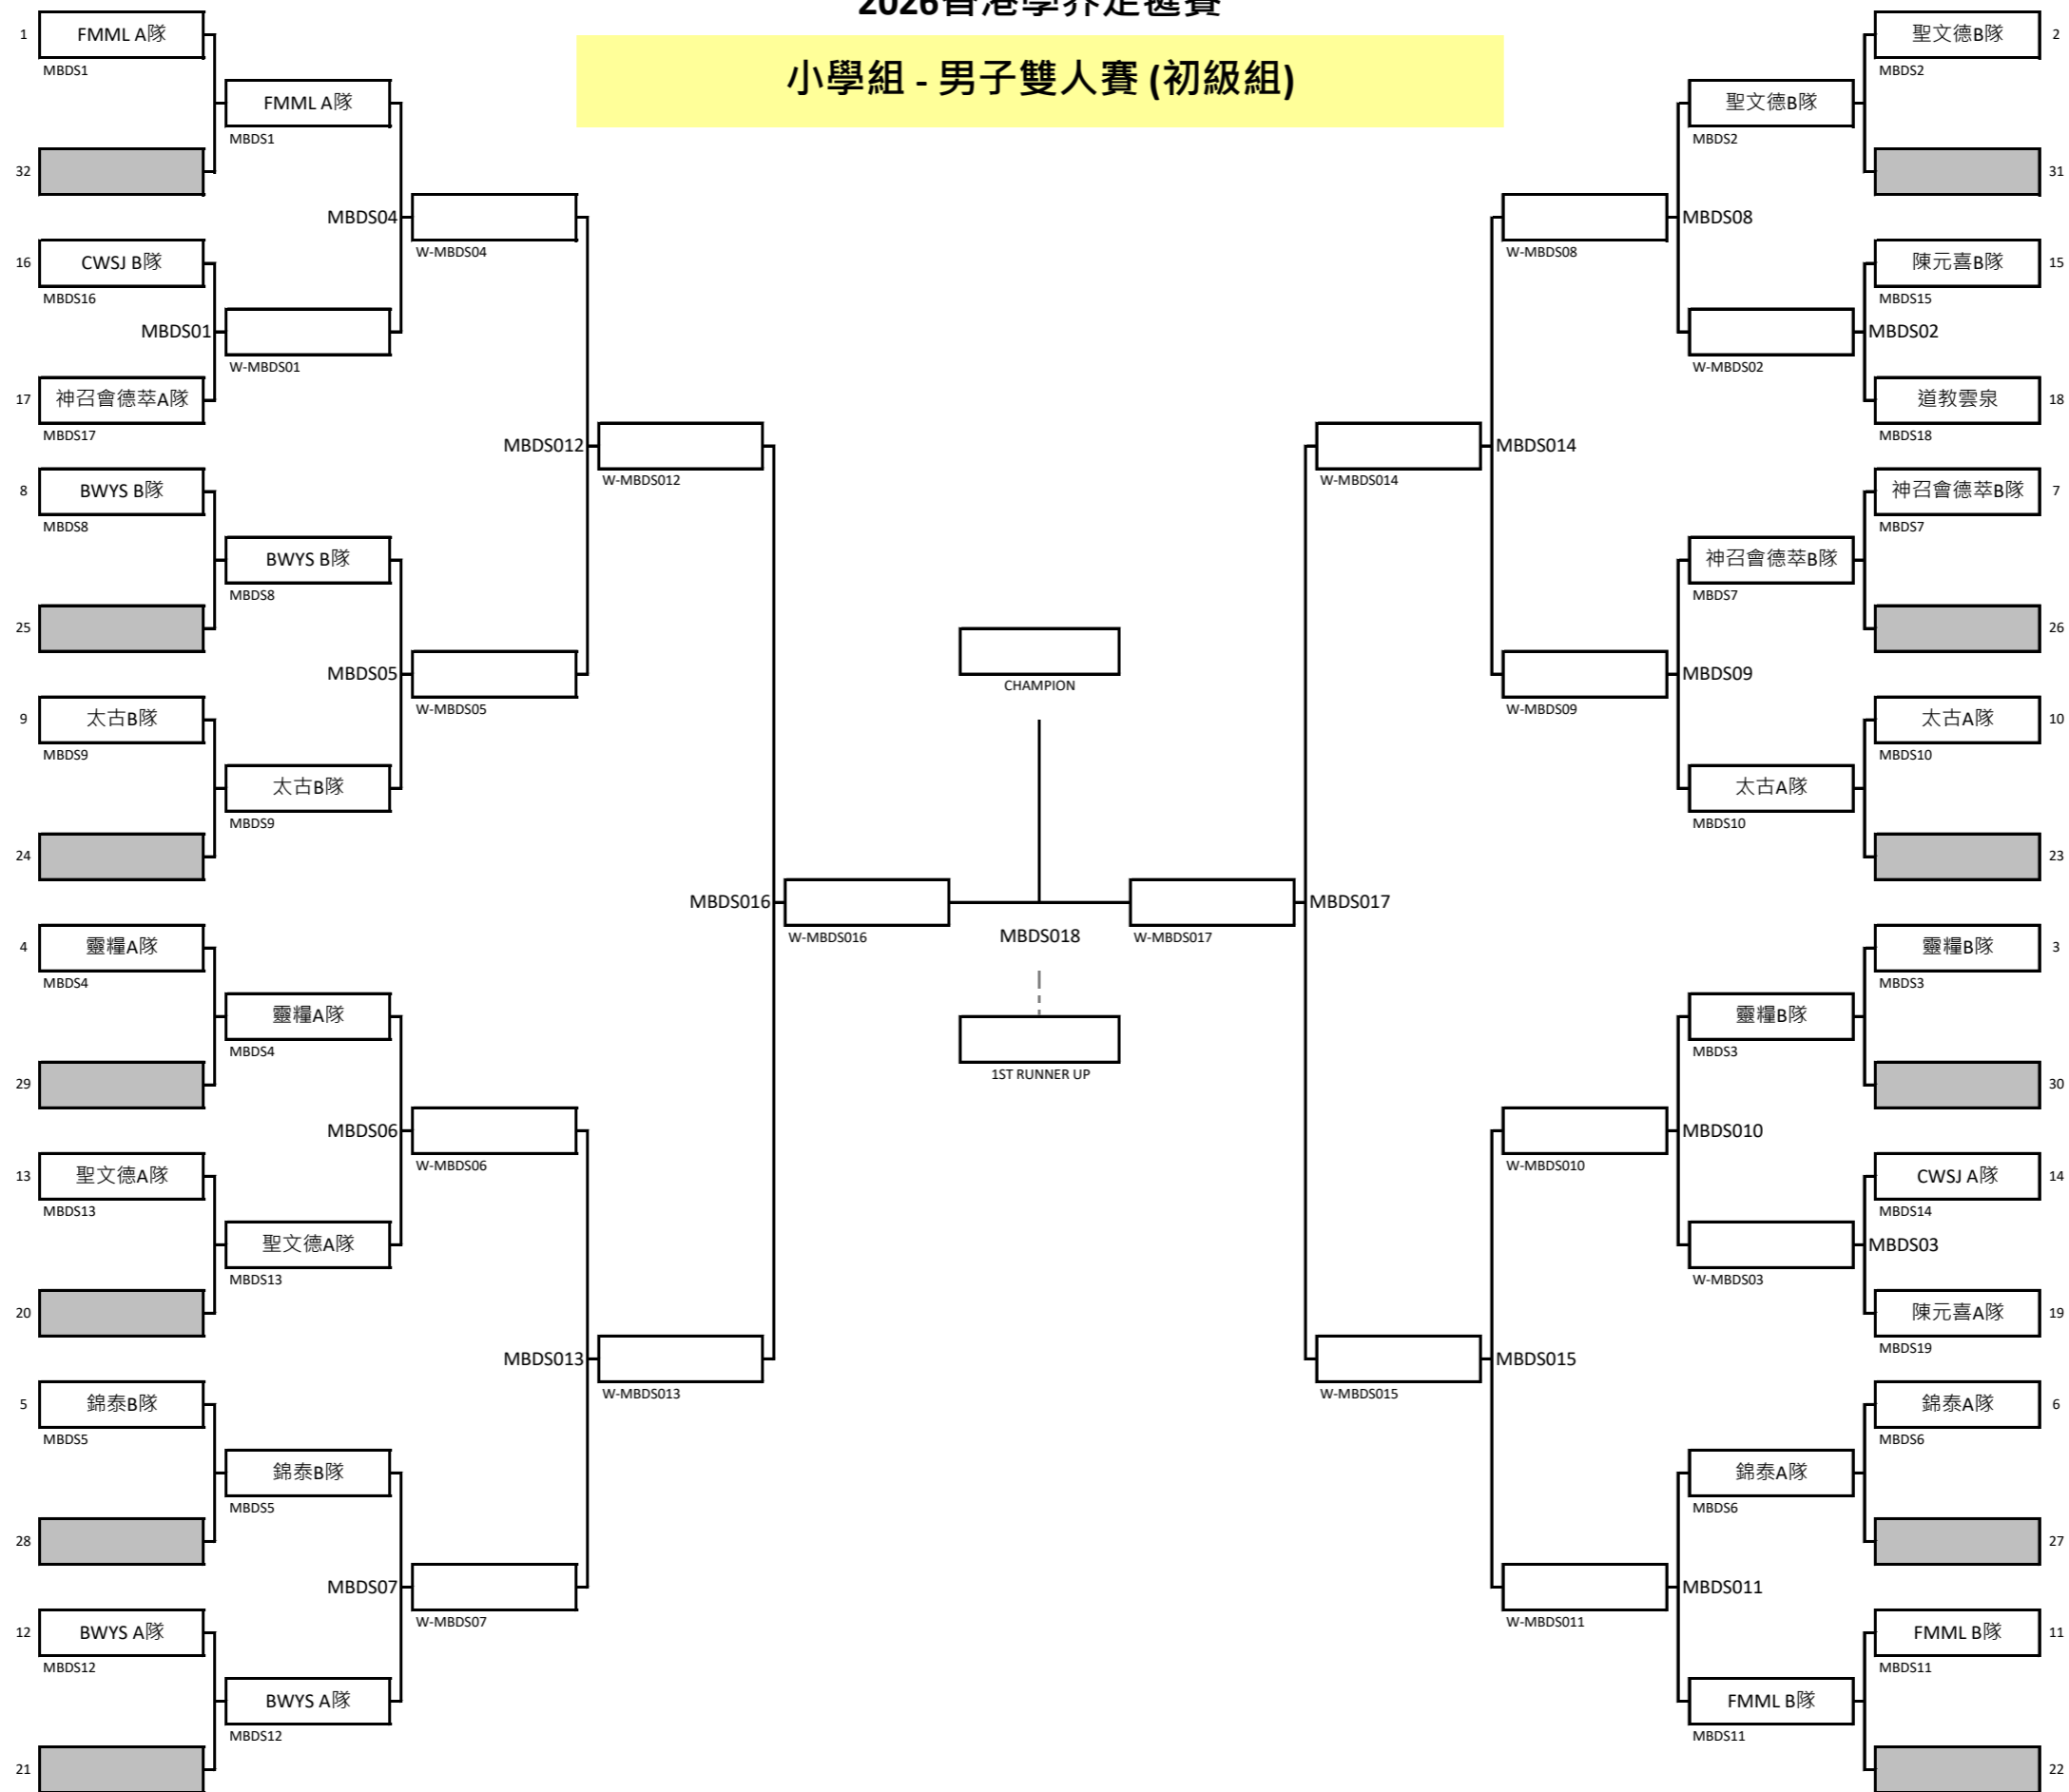 2026香港學界足毽賽
小學組 - 男子雙人賽 (初級組)
1
FMML A隊
MBDS1
FMML A隊
MBDS1
32
MBDS04
W-MBDS04
16
CWSJ B隊
MBDS16
MBDS01
W-MBDS01
17
神召會德萃A隊
MBDS17
MBDS012
W-MBDS012
8
BWYS B隊
MBDS8
BWYS B隊
MBDS8
25
MBDS05
W-MBDS05
9
太古B隊
MBDS9
太古B隊
MBDS9
24
MBDS016
W-MBDS016
4
靈糧A隊
MBDS4
靈糧A隊
MBDS4
29
MBDS06
W-MBDS06
13
聖文德A隊
MBDS13
聖文德A隊
MBDS13
20
MBDS013
W-MBDS013
5
錦泰B隊
MBDS5
錦泰B隊
MBDS5
28
MBDS07
W-MBDS07
12
BWYS A隊
MBDS12
BWYS A隊
MBDS12
21
CHAMPION
MBDS018
1ST RUNNER UP
聖文德B隊
2
MBDS2
聖文德B隊
MBDS2
31
MBDS08
W-MBDS08
陳元喜B隊
15
MBDS15
MBDS02
W-MBDS02
道教雲泉
18
MBDS18
MBDS014
W-MBDS014
神召會德萃B隊
7
MBDS7
神召會德萃B隊
MBDS7
26
MBDS09
W-MBDS09
太古A隊
10
MBDS10
太古A隊
MBDS10
23
MBDS017
W-MBDS017
靈糧B隊
3
MBDS3
靈糧B隊
MBDS3
30
MBDS010
W-MBDS010
CWSJ A隊
14
MBDS14
MBDS03
W-MBDS03
陳元喜A隊
19
MBDS19
MBDS015
W-MBDS015
錦泰A隊
6
MBDS6
錦泰A隊
MBDS6
27
MBDS011
W-MBDS011
FMML B隊
11
MBDS11
FMML B隊
MBDS11
22